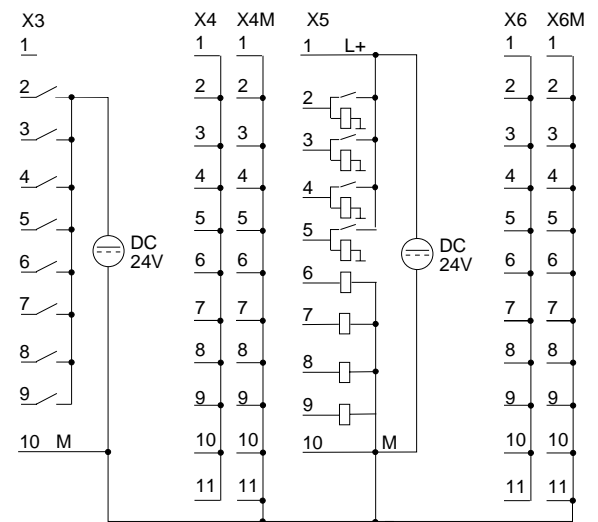 X3 X4 X4M X5 X6 X6M
1 1 1 1 L+ 1 1
2 2 2 2 2 2
3 3 3 3 3 3
4 4 4 4 4 4
5 5 5 5 5 5
DC DC
24V 24V
6 6 6 6 6 6
7 7 7 7 7 7
8 8 8 8 8 8
9 9 9 9 9 9
10 M 10 10 10 M 10 10
11 11 11 11